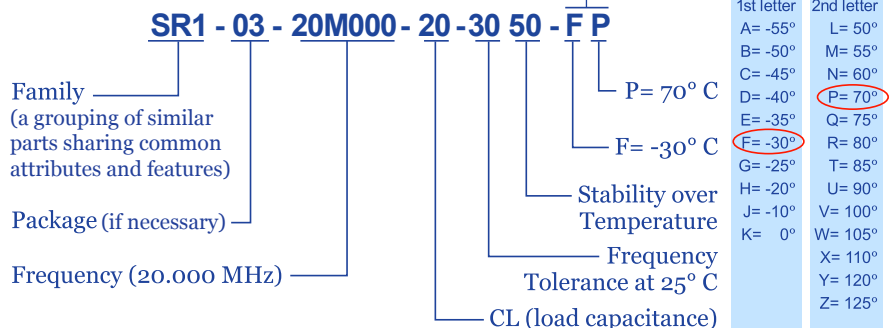 SR1 - 03 - 20M000 - 20 -30 50 - F P
Family
(a grouping of similar
parts sharing common
attributes and features)
Package (if necessary)
Frequency (20.000 MHz)
P= 70° C
F= -30° C
Stability over
Temperature
Frequency
Tolerance at 25° C
CL (load capacitance)
1st letter
A= -55°
B= -50°
C= -45°
D= -40°
E= -35°
F= -30°
G= -25°
H= -20°
J= -10°
K= 0°
2nd letter
L= 50°
M= 55°
N= 60°
P= 70°
Q= 75°
R= 80°
T= 85°
U= 90°
V= 100°
W= 105°
X= 110°
Y= 120°
Z= 125°